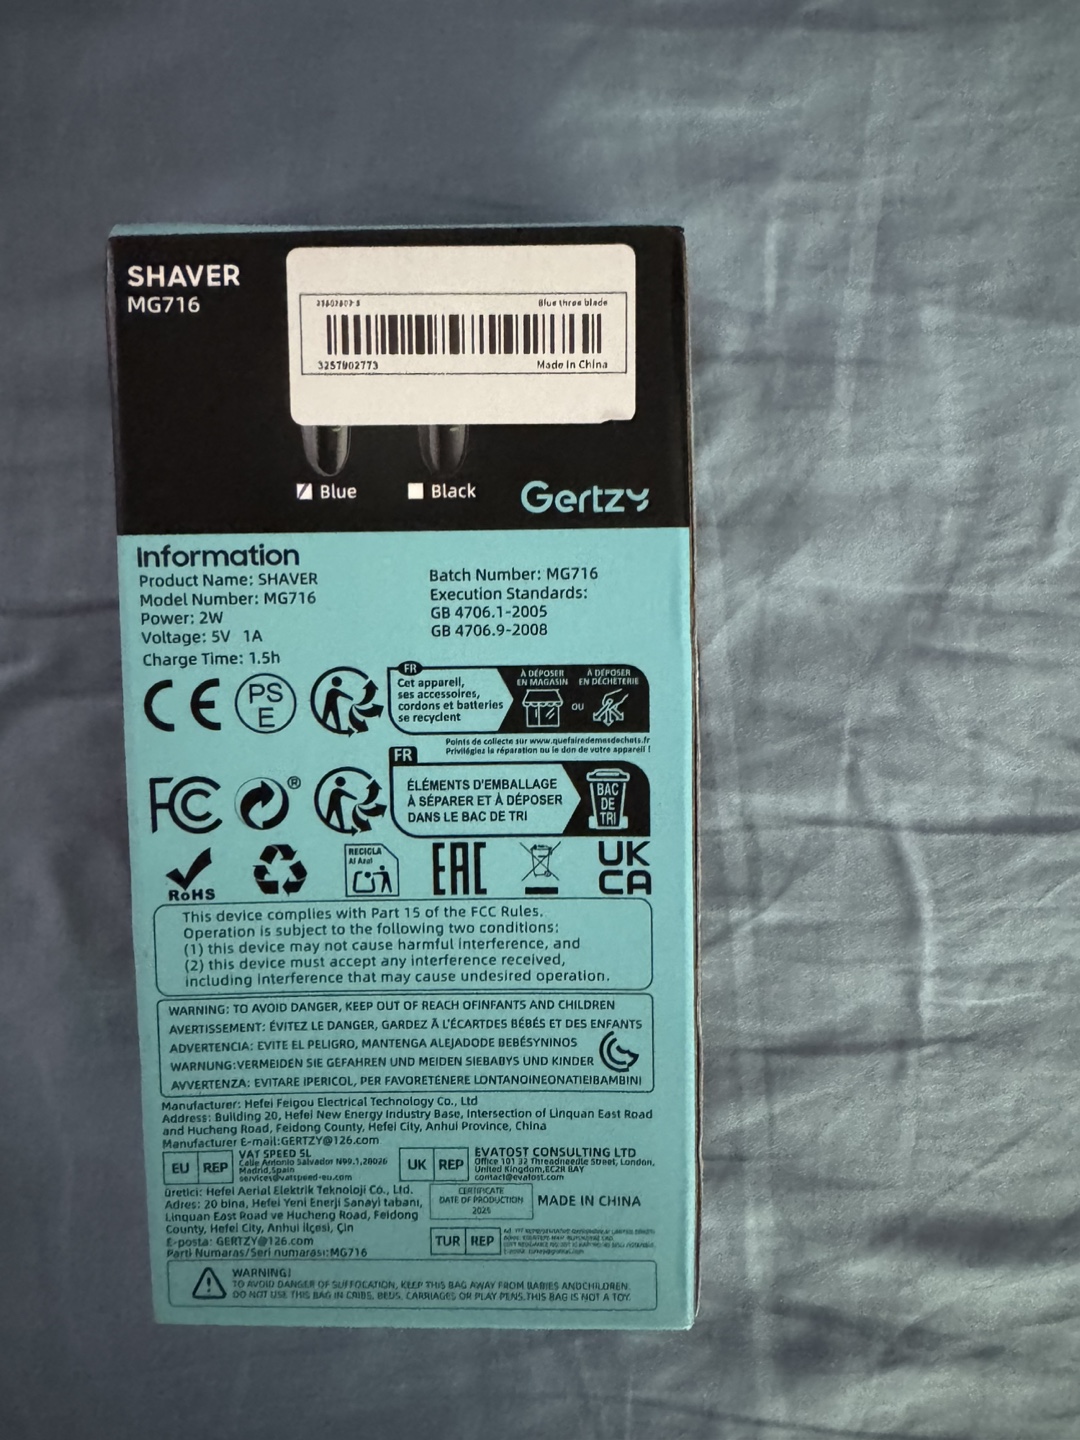 SHAVER
MG716
Blue three blade
3257902773
Made In China
Blue
Black
Gertzy
Information
Product Name: SHAVER
Model Number: MG716
Power: 2W
Voltage: 5V 1A
Charge Time: 1.5h
Batch Number: MG716
Execution Standards:
GB 4706.1-2005
GB 4706.9-2008
CE
PS
E
FR
Cet appareil,
ses accessoires,
cordons et batteries
se recyclent
À DÉPOSER
EN MAGASIN
OU
À DÉPOSER
EN DÉCHÈTERIE
Points de collecte sur www.quefairedemesdechets.fr
Privilégiez la réparation ou le don de votre appareil !
FC
®
FR
ÉLÉMENTS D'EMBALLAGE
À SÉPARER ET À DÉPOSER
DANS LE BAC DE TRI
BAC
DE
TRI
RoHS
RECICLA
Al Azul
EAC
UK
CA
This device complies with Part 15 of the FCC Rules.
Operation is subject to the following two conditions:
(1) this device may not cause harmful interference, and
(2) this device must accept any interference received,
including interference that may cause undesired operation.
WARNING: TO AVOID DANGER, KEEP OUT OF REACH OFINFANTS AND CHILDREN
AVERTISSEMENT: ÉVITEZ LE DANGER, GARDEZ À L'ÉCARTDES BÉBÉS ET DES ENFANTS
ADVERTENCIA: EVITE EL PELIGRO, MANTENGA ALEJADODE BEBÉSYNINOS
WARNUNG:VERMEIDEN SIE GEFAHREN UND MEIDEN SIEBABYS UND KINDER
AVVERTENZA: EVITARE IPERICOL, PER FAVORETENERE LONTANOINEONATIEIBAMBINI
Manufacturer: Hefei Feigou Electrical Technology Co., Ltd
Address: Building 20, Hefei New Energy Industry Base, Intersection of Linquan East Road
and Hucheng Road, Feidong County, Hefei City, Anhui Province, China
Manufacturer E-mail:GERTZY@126.com
EU REP
VAT SPEED SL
Calle Antonio Salvador N99.1,28026
Madrid,Spain
services@vatspeed-eu.com
UK REP
EVATOST CONSULTING LTD
Office 101 32 Threadneedle Street, London,
United Kingdom,EC2R 8AY
contact@evatost.com
üretici: Hefei Aerial Elektrik Teknoloji Co., Ltd.
Adres: 20 bina, Hefei Yeni Enerji Sanayi tabanı,
Linquan East Road ve Hucheng Road, Feidong
County, Hefei City, Anhui ilçesi, Çin
E-posta: GERTZY@126.com
Parti Numarası/Seri numarası:MG716
CERTIFICATE
DATE OF PRODUCTION
2025
MADE IN CHINA
TUR REP
WARNING!
TO AVOID DANGER OF SUFFOCATION, KEEP THIS BAG AWAY FROM BABIES ANDCHILDREN
DO NOT USE THIS BAG IN CRIBS, BEDS, CARRIAGES OR PLAY PENS.THIS BAG IS NOT A TOY.